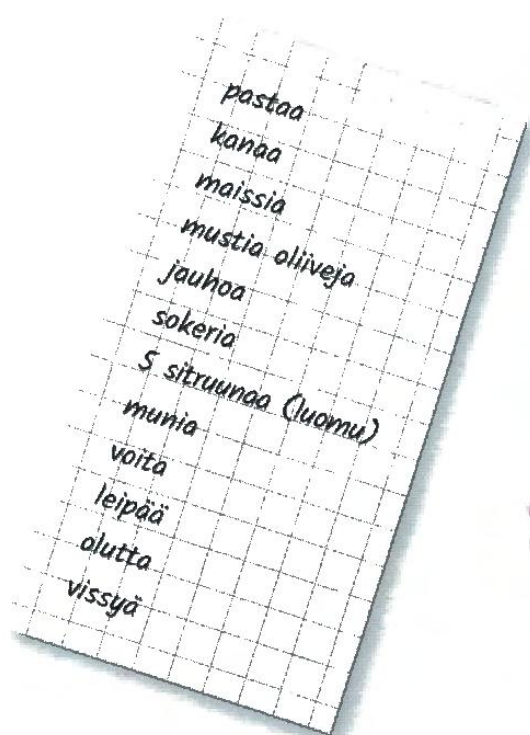 pastaa
kanaa
maissia
mustia oliiveja
jauhoa
sokeria
5 sitruunaa (luomu)
munia
voita
leipää
olutta
vissyä